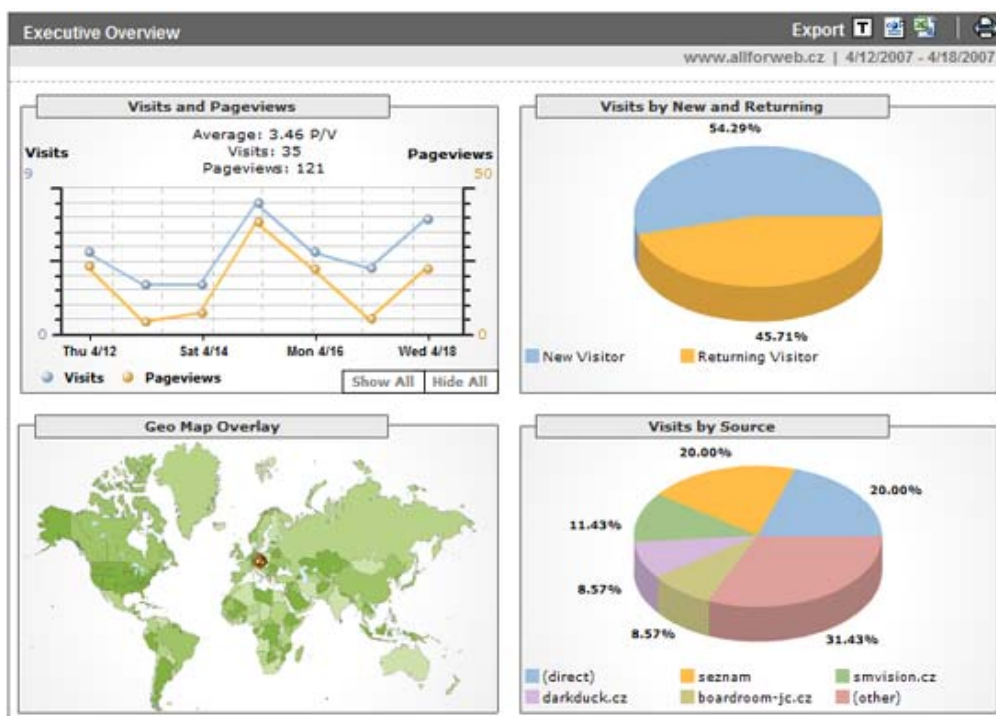 Executive Overview
Export T
www.allforweb.cz | 4/12/2007 - 4/18/2007
Visits and Pageviews
Average: 3.46 P/V
Visits: 35
Pageviews: 121
Visits
Pageviews
9
50
0
0
Thu 4/12 Sat 4/14 Mon 4/16 Wed 4/18
Visits Pageviews
Show All Hide All
Visits by New and Returning
54.29%
45.71%
New Visitor Returning Visitor
Geo Map Overlay
Visits by Source
20.00%
20.00%
11.43%
8.57%
8.57%
31.43%
(direct) seznam smvision.cz
darkduck.cz boardroom-jc.cz (other)